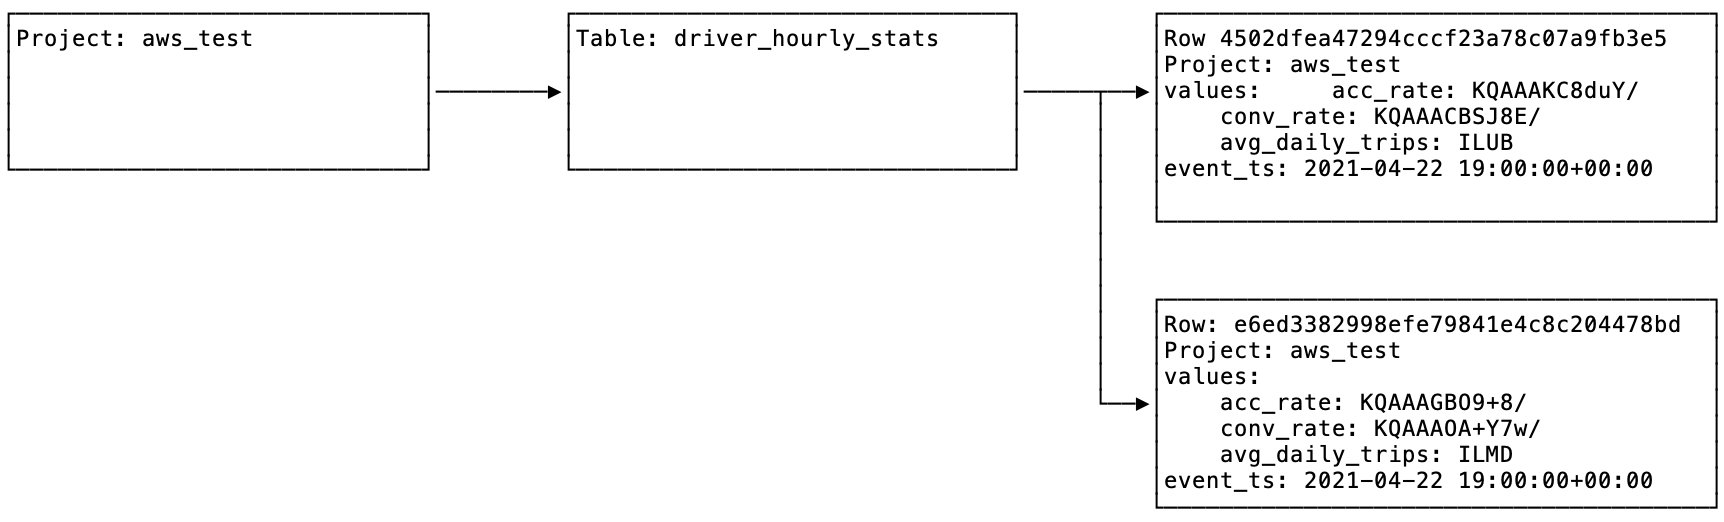 Project: aws_test
Table: driver_hourly_stats
Row 4502dfea47294cccf23a78c07a9fb3e5
Project: aws_test
values:     acc_rate: KQAAAKC8duY/
    conv_rate: KQAAACBSJ8E/
    avg_daily_trips: ILUB
event_ts: 2021-04-22 19:00:00+00:00
Row: e6ed3382998efe79841e4c8c204478bd
Project: aws_test
values:
    acc_rate: KQAAAGBO9+8/
    conv_rate: KQAAAOA+Y7w/
    avg_daily_trips: ILMD
event_ts: 2021-04-22 19:00:00+00:00